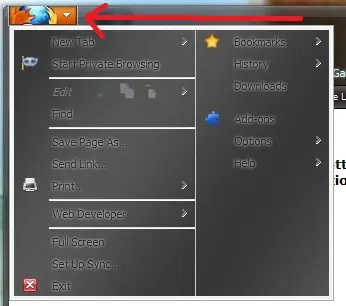 New Tab
Start Private Browsing
Edit
Find...
Save Page As...
Send Link...
Print...
Web Developer
Full Screen
Set Up Sync...
Exit
Bookmarks
History
Downloads
Add-ons
Options
Help